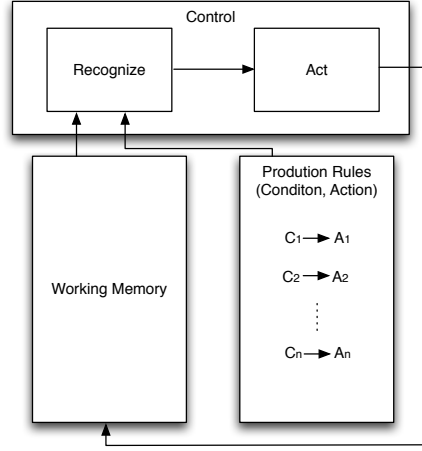 Control
Recognize
Act
Prodution Rules
(Conditon, Action)
C1 A1
C2 A2
Cn An
Working Memory